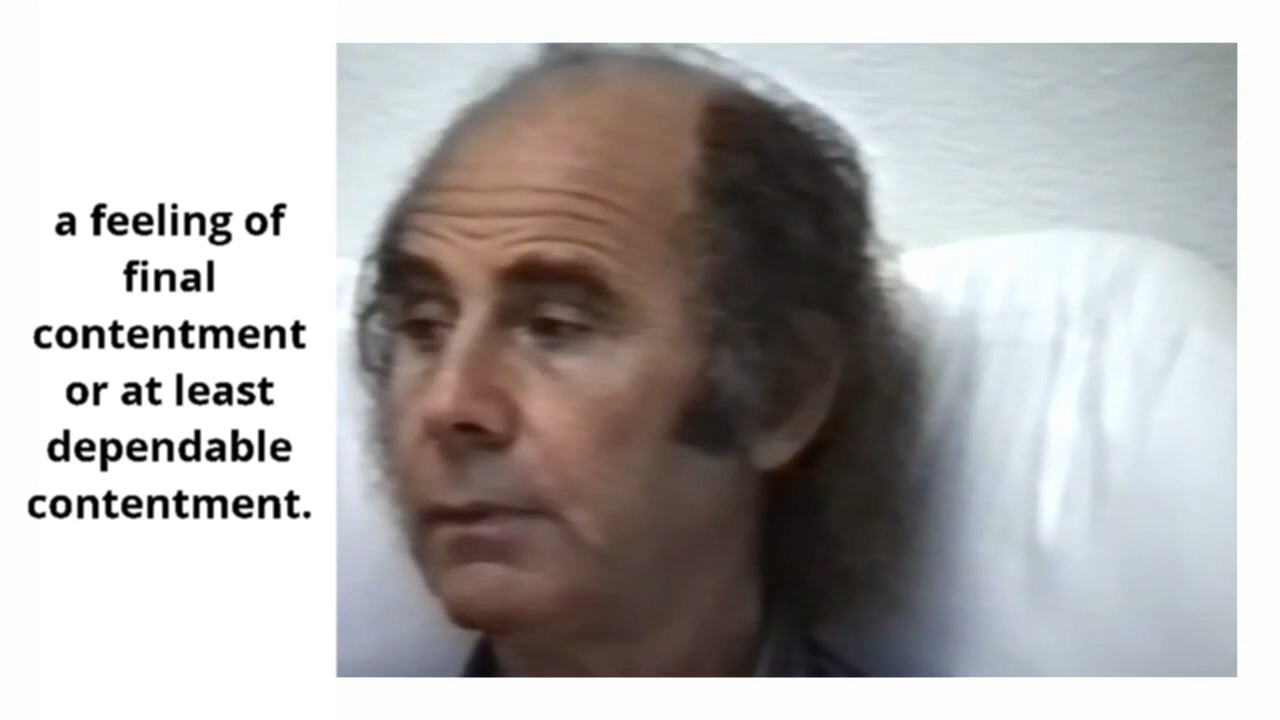 a feeling of
final
contentment
or at least
dependable
contentment.